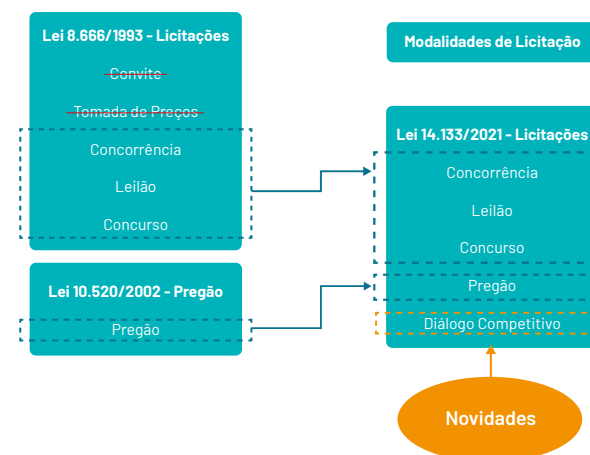 Lei 8.666/1993 - Licitações
Convite
Tomada de Preços
Concorrência
Leilão
Concurso
Lei 10.520/2002 - Pregão
Pregão
Modalidades de Licitação
Lei 14.133/2021 - Licitações
Concorrência
Leilão
Concurso
Pregão
Diálogo Competitivo
Novidades